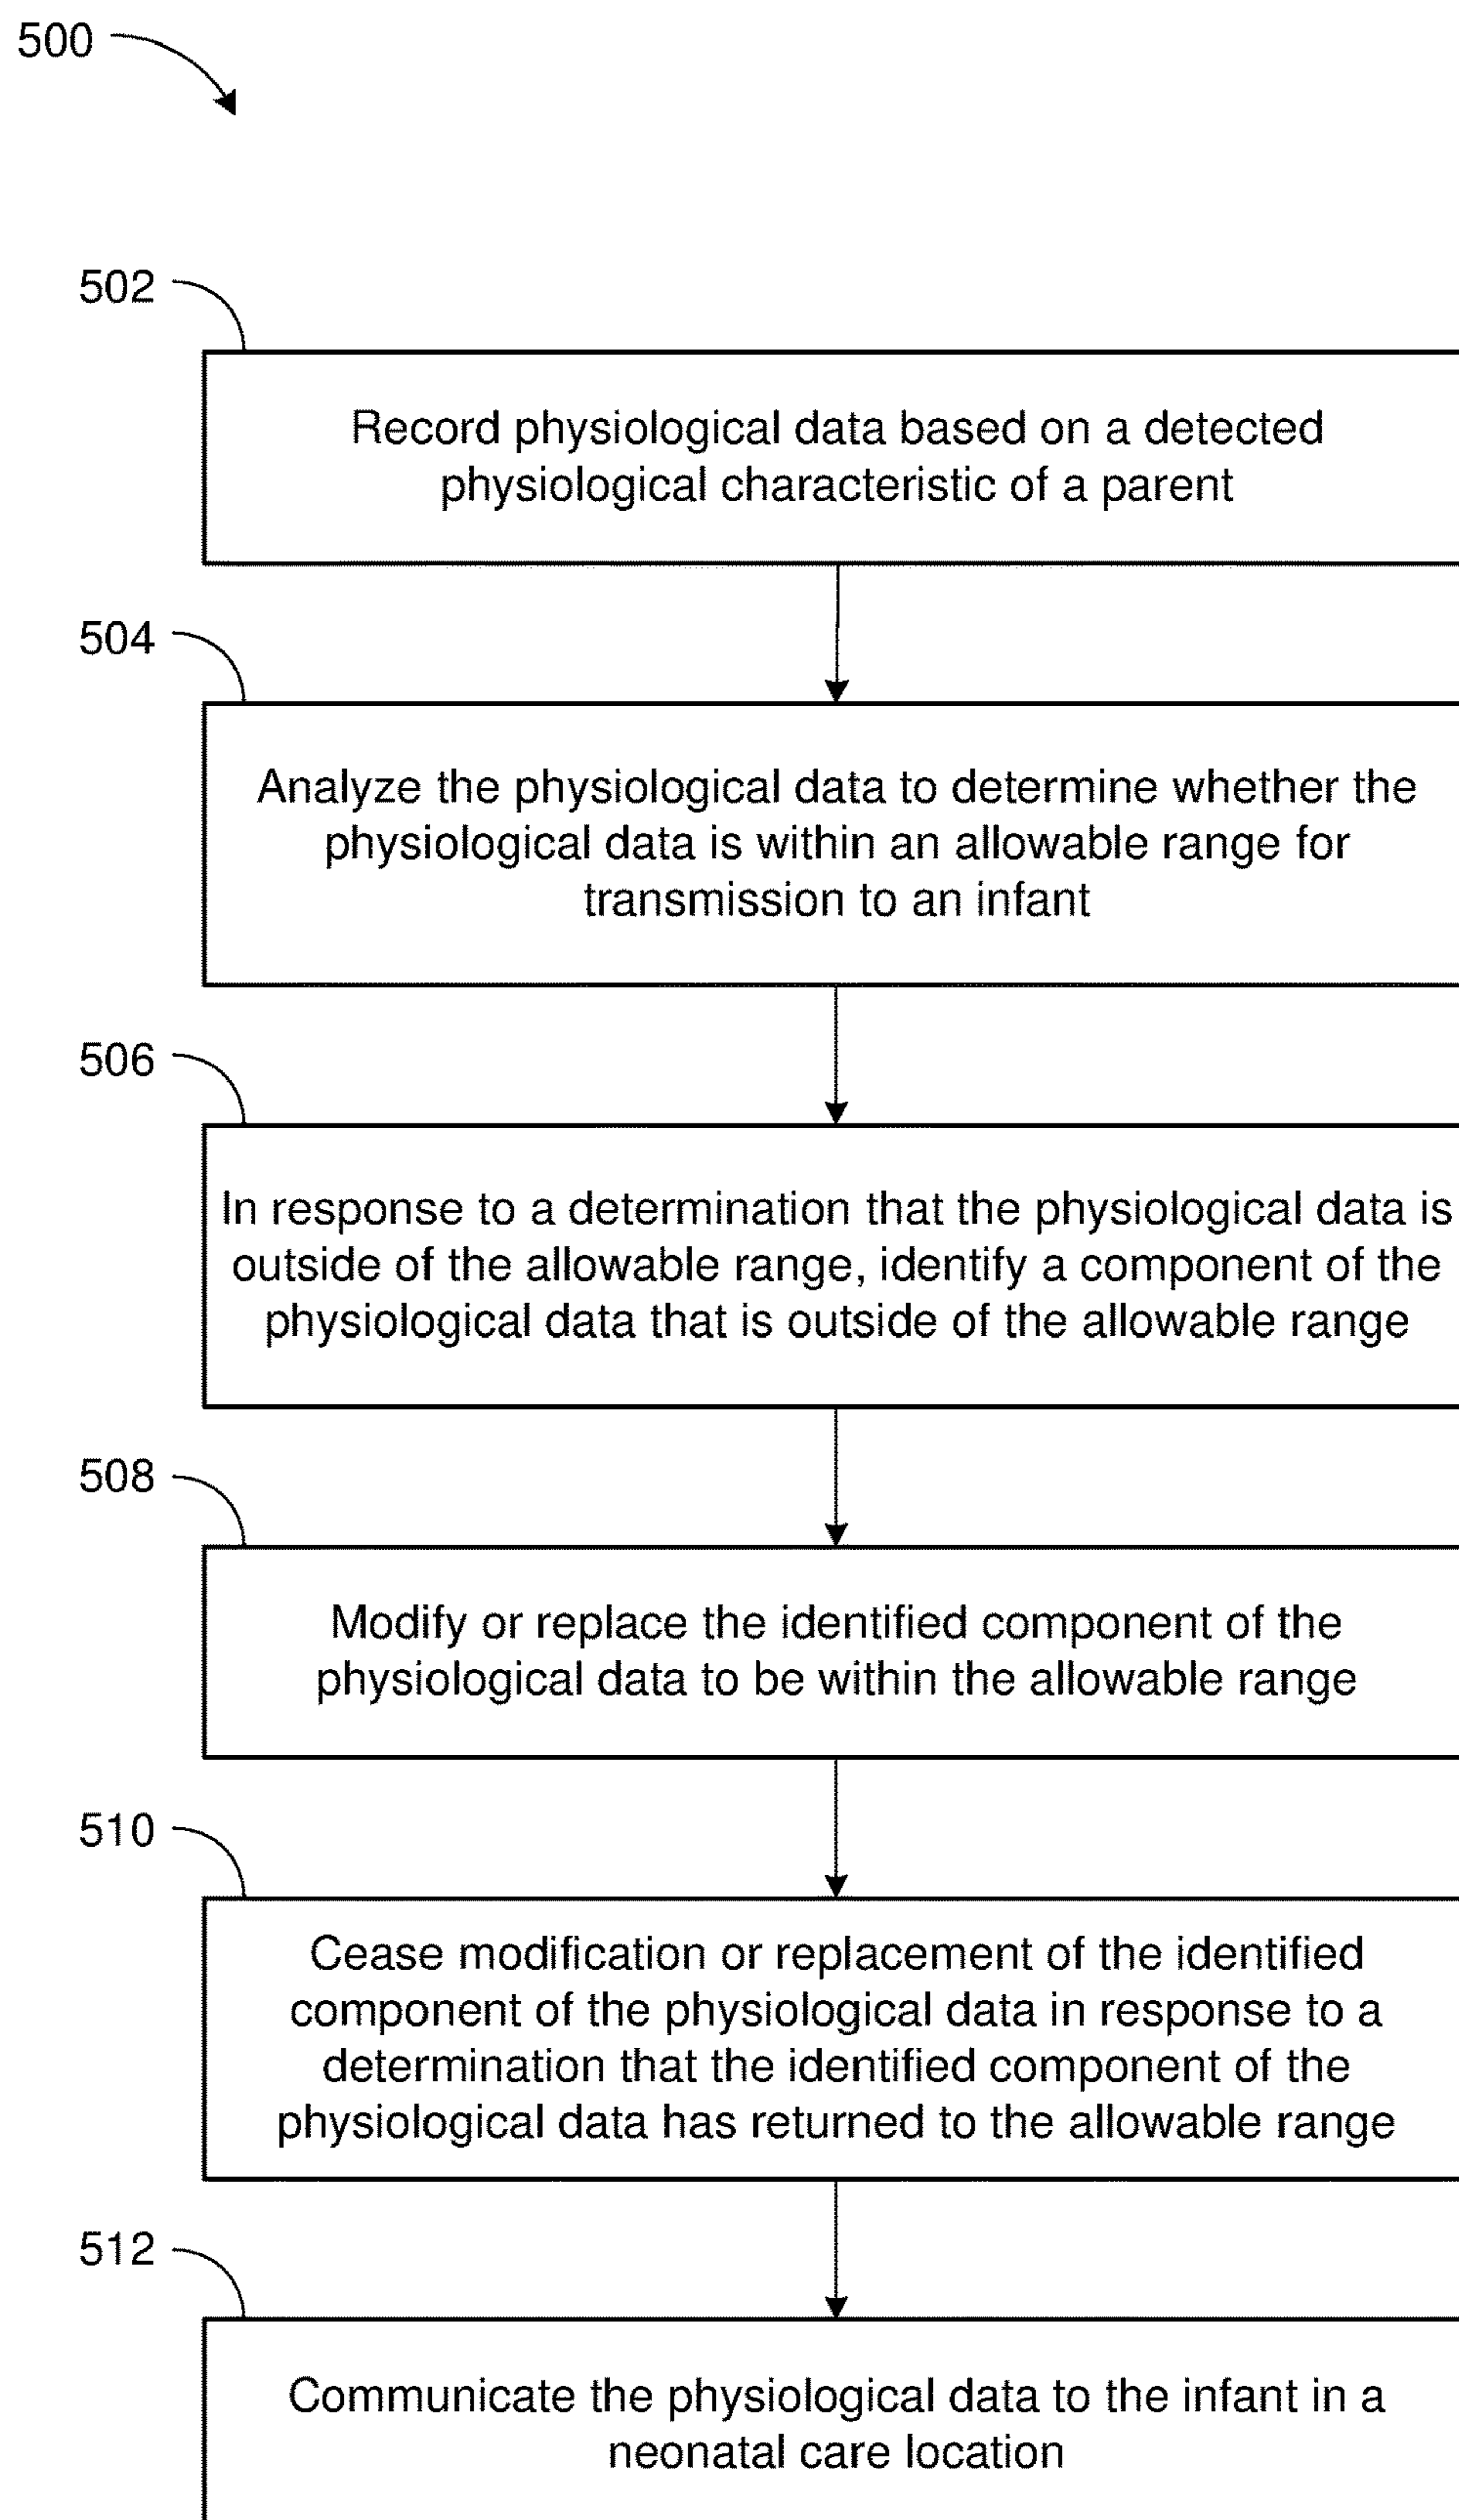 500
502
Record physiological data based on a detected
physiological characteristic of a parent
504
Analyze the physiological data to determine whether the
physiological data is within an allowable range for
transmission to an infant
506
In response to a determination that the physiological data is
outside of the allowable range, identify a component of the
physiological data that is outside of the allowable range
508
Modify or replace the identified component of the
physiological data to be within the allowable range
510
Cease modification or replacement of the identified
component of the physiological data in response to a
determination that the identified component of the
physiological data has returned to the allowable range
512
Communicate the physiological data to the infant in a
neonatal care location